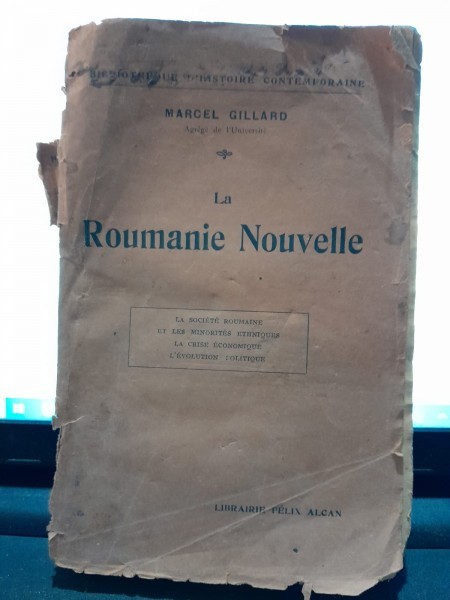 BIBLIOTHÈQUE D'HISTOIRE CONTEMPORAINE
MARCEL GILLARD
Agrégé de l'Université
La
Roumanie Nouvelle
LA SOCIÉTÉ ROUMAINE
ET LES MINORITÉS ETHNIQUES
LA CRISE ÉCONOMIQUE
L'ÉVOLUTION POLITIQUE
LIBRAIRIE FÉLIX ALCAN